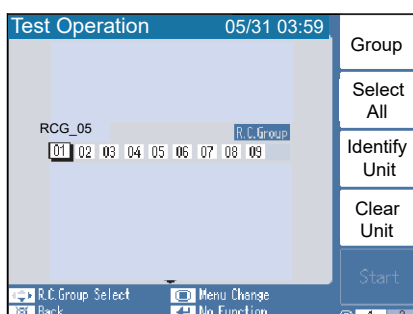 Test Operation 05/31 03:59
Group
Select
All
RCG_05 R.C.Group
01 02 03 04 05 06 07 08 09
Identify
Unit
Clear
Unit
Start
R.C.Group Select Menu Change
Back No Function